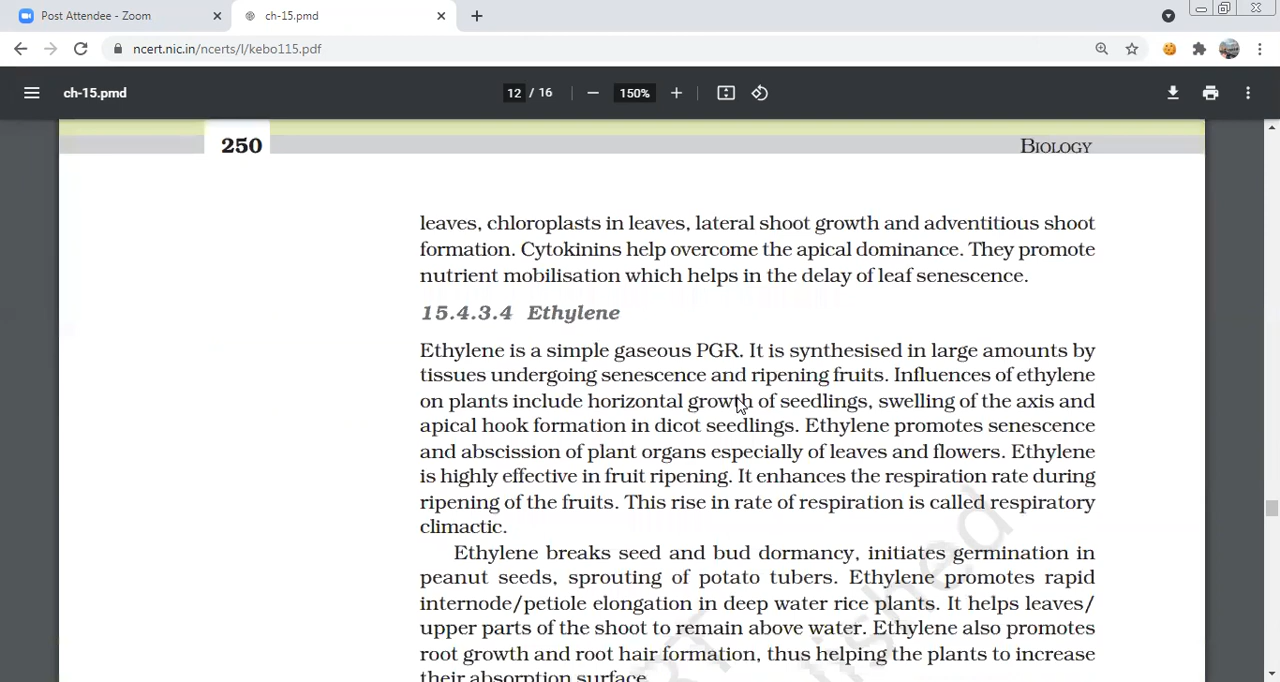 Post Attendee - Zoom
ch-15.pmd
ncert.nic.in/ncerts/l/kebo115.pdf
ch-15.pmd
12 / 16
150%
250
BIOLOGY
leaves, chloroplasts in leaves, lateral shoot growth and adventitious shoot
formation. Cytokinins help overcome the apical dominance. They promote
nutrient mobilisation which helps in the delay of leaf senescence.
15.4.3.4 Ethylene
Ethylene is a simple gaseous PGR. It is synthesised in large amounts by
tissues undergoing senescence and ripening fruits. Influences of ethylene
on plants include horizontal growth of seedlings, swelling of the axis and
apical hook formation in dicot seedlings. Ethylene promotes senescence
and abscission of plant organs especially of leaves and flowers. Ethylene
is highly effective in fruit ripening. It enhances the respiration rate during
ripening of the fruits. This rise in rate of respiration is called respiratory
climactic.
Ethylene breaks seed and bud dormancy, initiates germination in
peanut seeds, sprouting of potato tubers. Ethylene promotes rapid
internode/petiole elongation in deep water rice plants. It helps leaves/
upper parts of the shoot to remain above water. Ethylene also promotes
root growth and root hair formation, thus helping the plants to increase
their absorption surface.